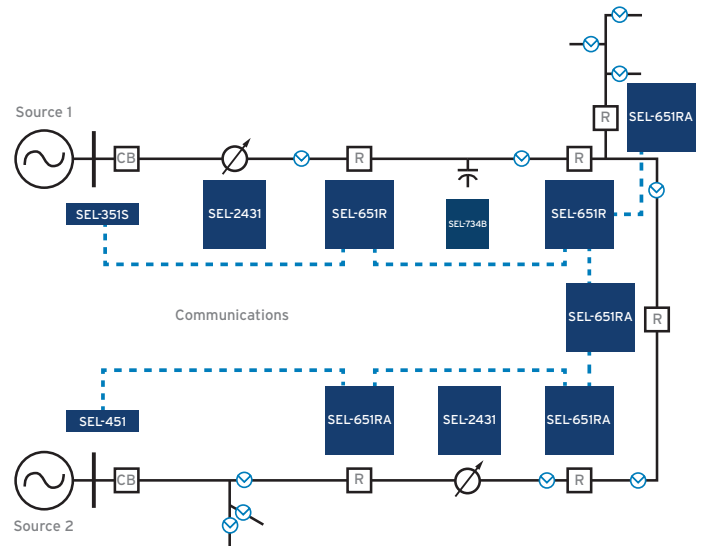 Source 1
CB
R
R
R
SEL-651RA
SEL-351S
SEL-2431
SEL-651R
SEL-734B
SEL-651R
Communications
SEL-651RA
R
SEL-451
SEL-651RA
SEL-2431
SEL-651RA
CB
R
R
Source 2